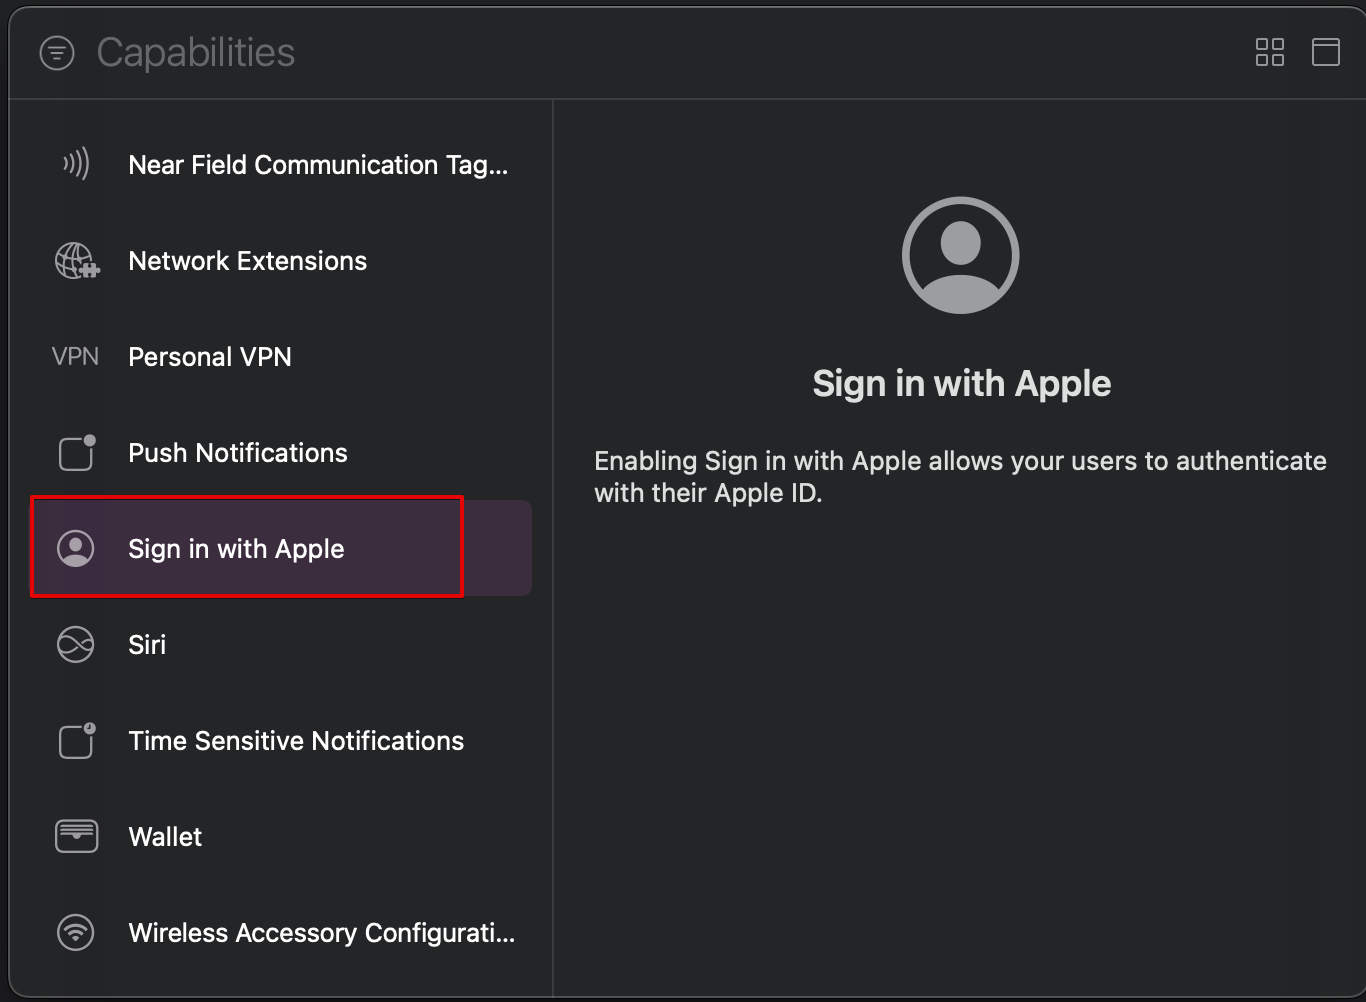 Capabilities
Near Field Communication Tag...
Network Extensions
VPN Personal VPN
Push Notifications
Sign in with Apple
Siri
Time Sensitive Notifications
Wallet
Wireless Accessory Configurati...
Sign in with Apple
Enabling Sign in with Apple allows your users to authenticate
with their Apple ID.